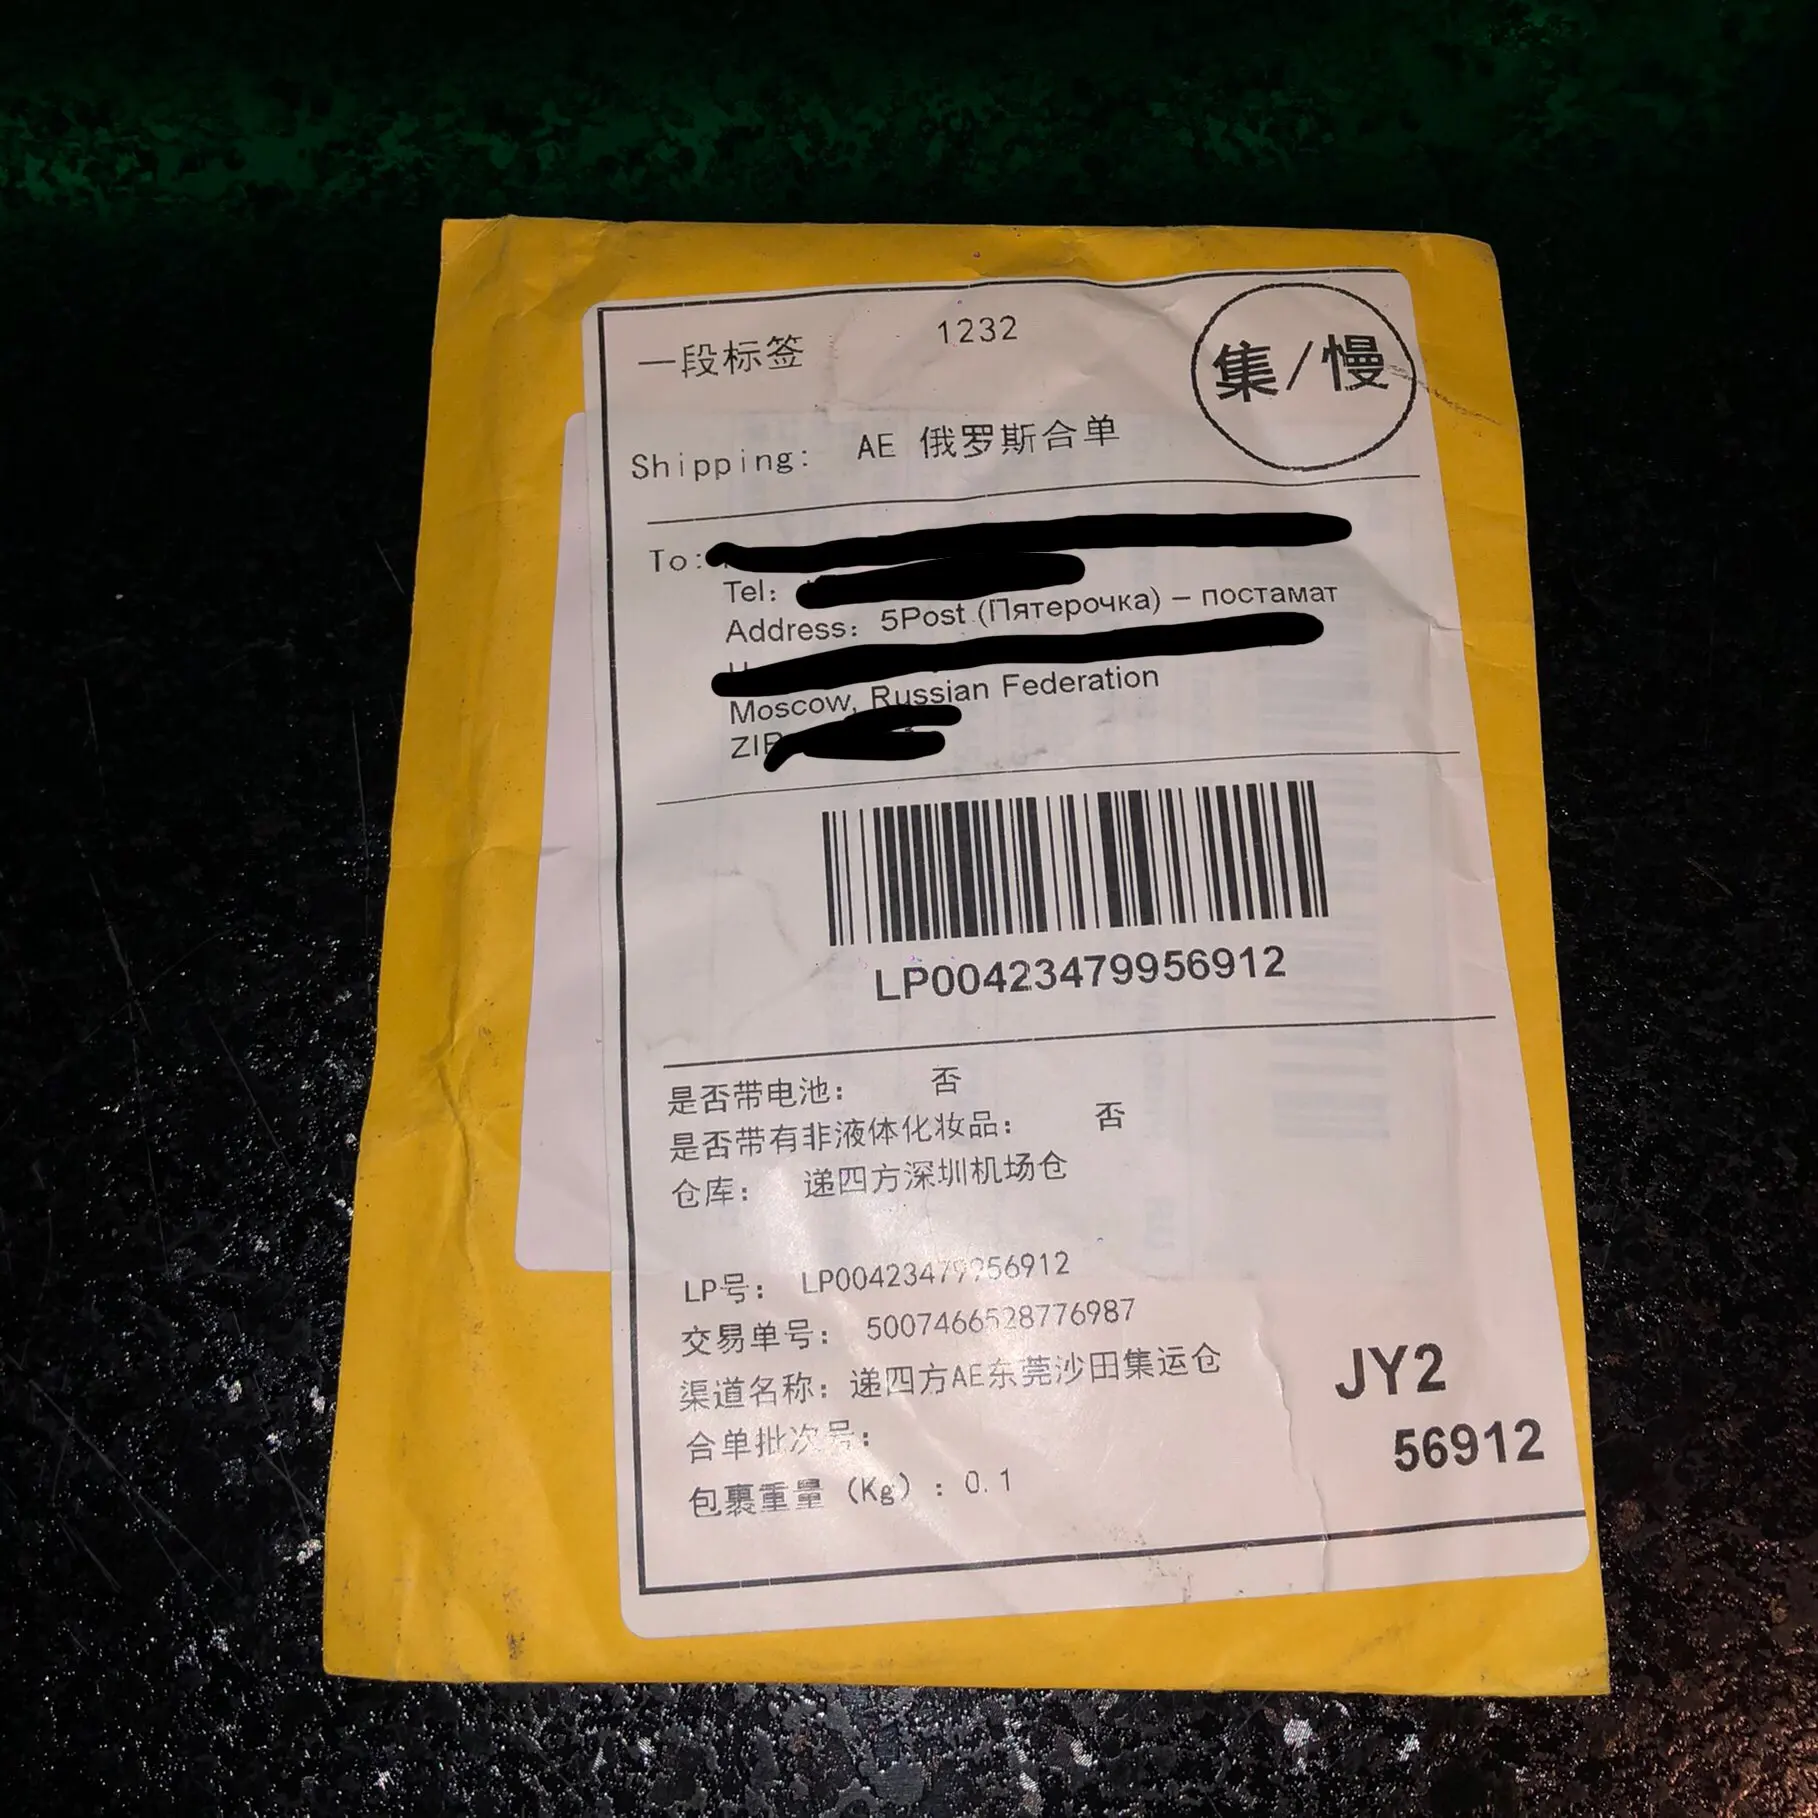 一段标签 1232
集/慢
Shipping: AE 俄罗斯合单
To:
Tel:
Address: 5Post (Пятерочка) – постамат
Moscow, Russian Federation
ZIP
LP00423479956912
是否带电池: 否
是否带有非液体化妆品: 否
仓库: 递四方深圳机场仓
LP号: LP00423479956912
交易单号: 5007466528776987
渠道名称: 递四方AE东莞沙田集运仓
JY2
合单批次号:
56912
包裹重量 (Kg) : 0.1